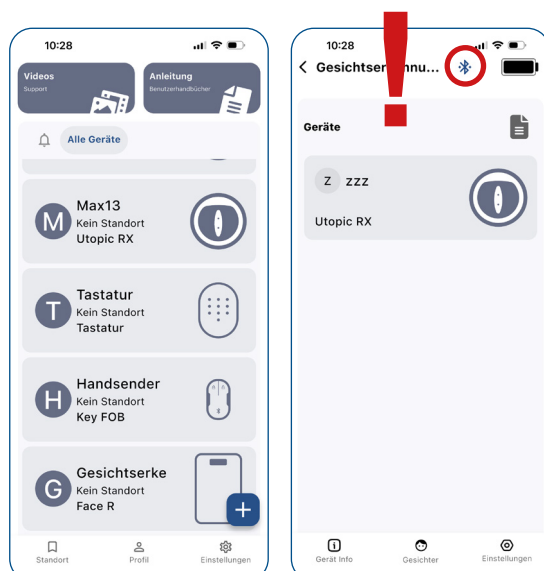 10:28
Videos
Support
Anleitung
Benutzerhandbücher
Alle Geräte
M
Max13
Kein Standort
Utopic RX
T
Tastatur
Kein Standort
Tastatur
H
Handsender
Kein Standort
Key FOB
G
Gesichtserke
Kein Standort
Face R
+
Standort
Profil
Einstellungen
10:28
Gesichtser nnu...
!
Geräte
Z zzz
Utopic RX
Gerät Info
Gesichter
Einstellungen